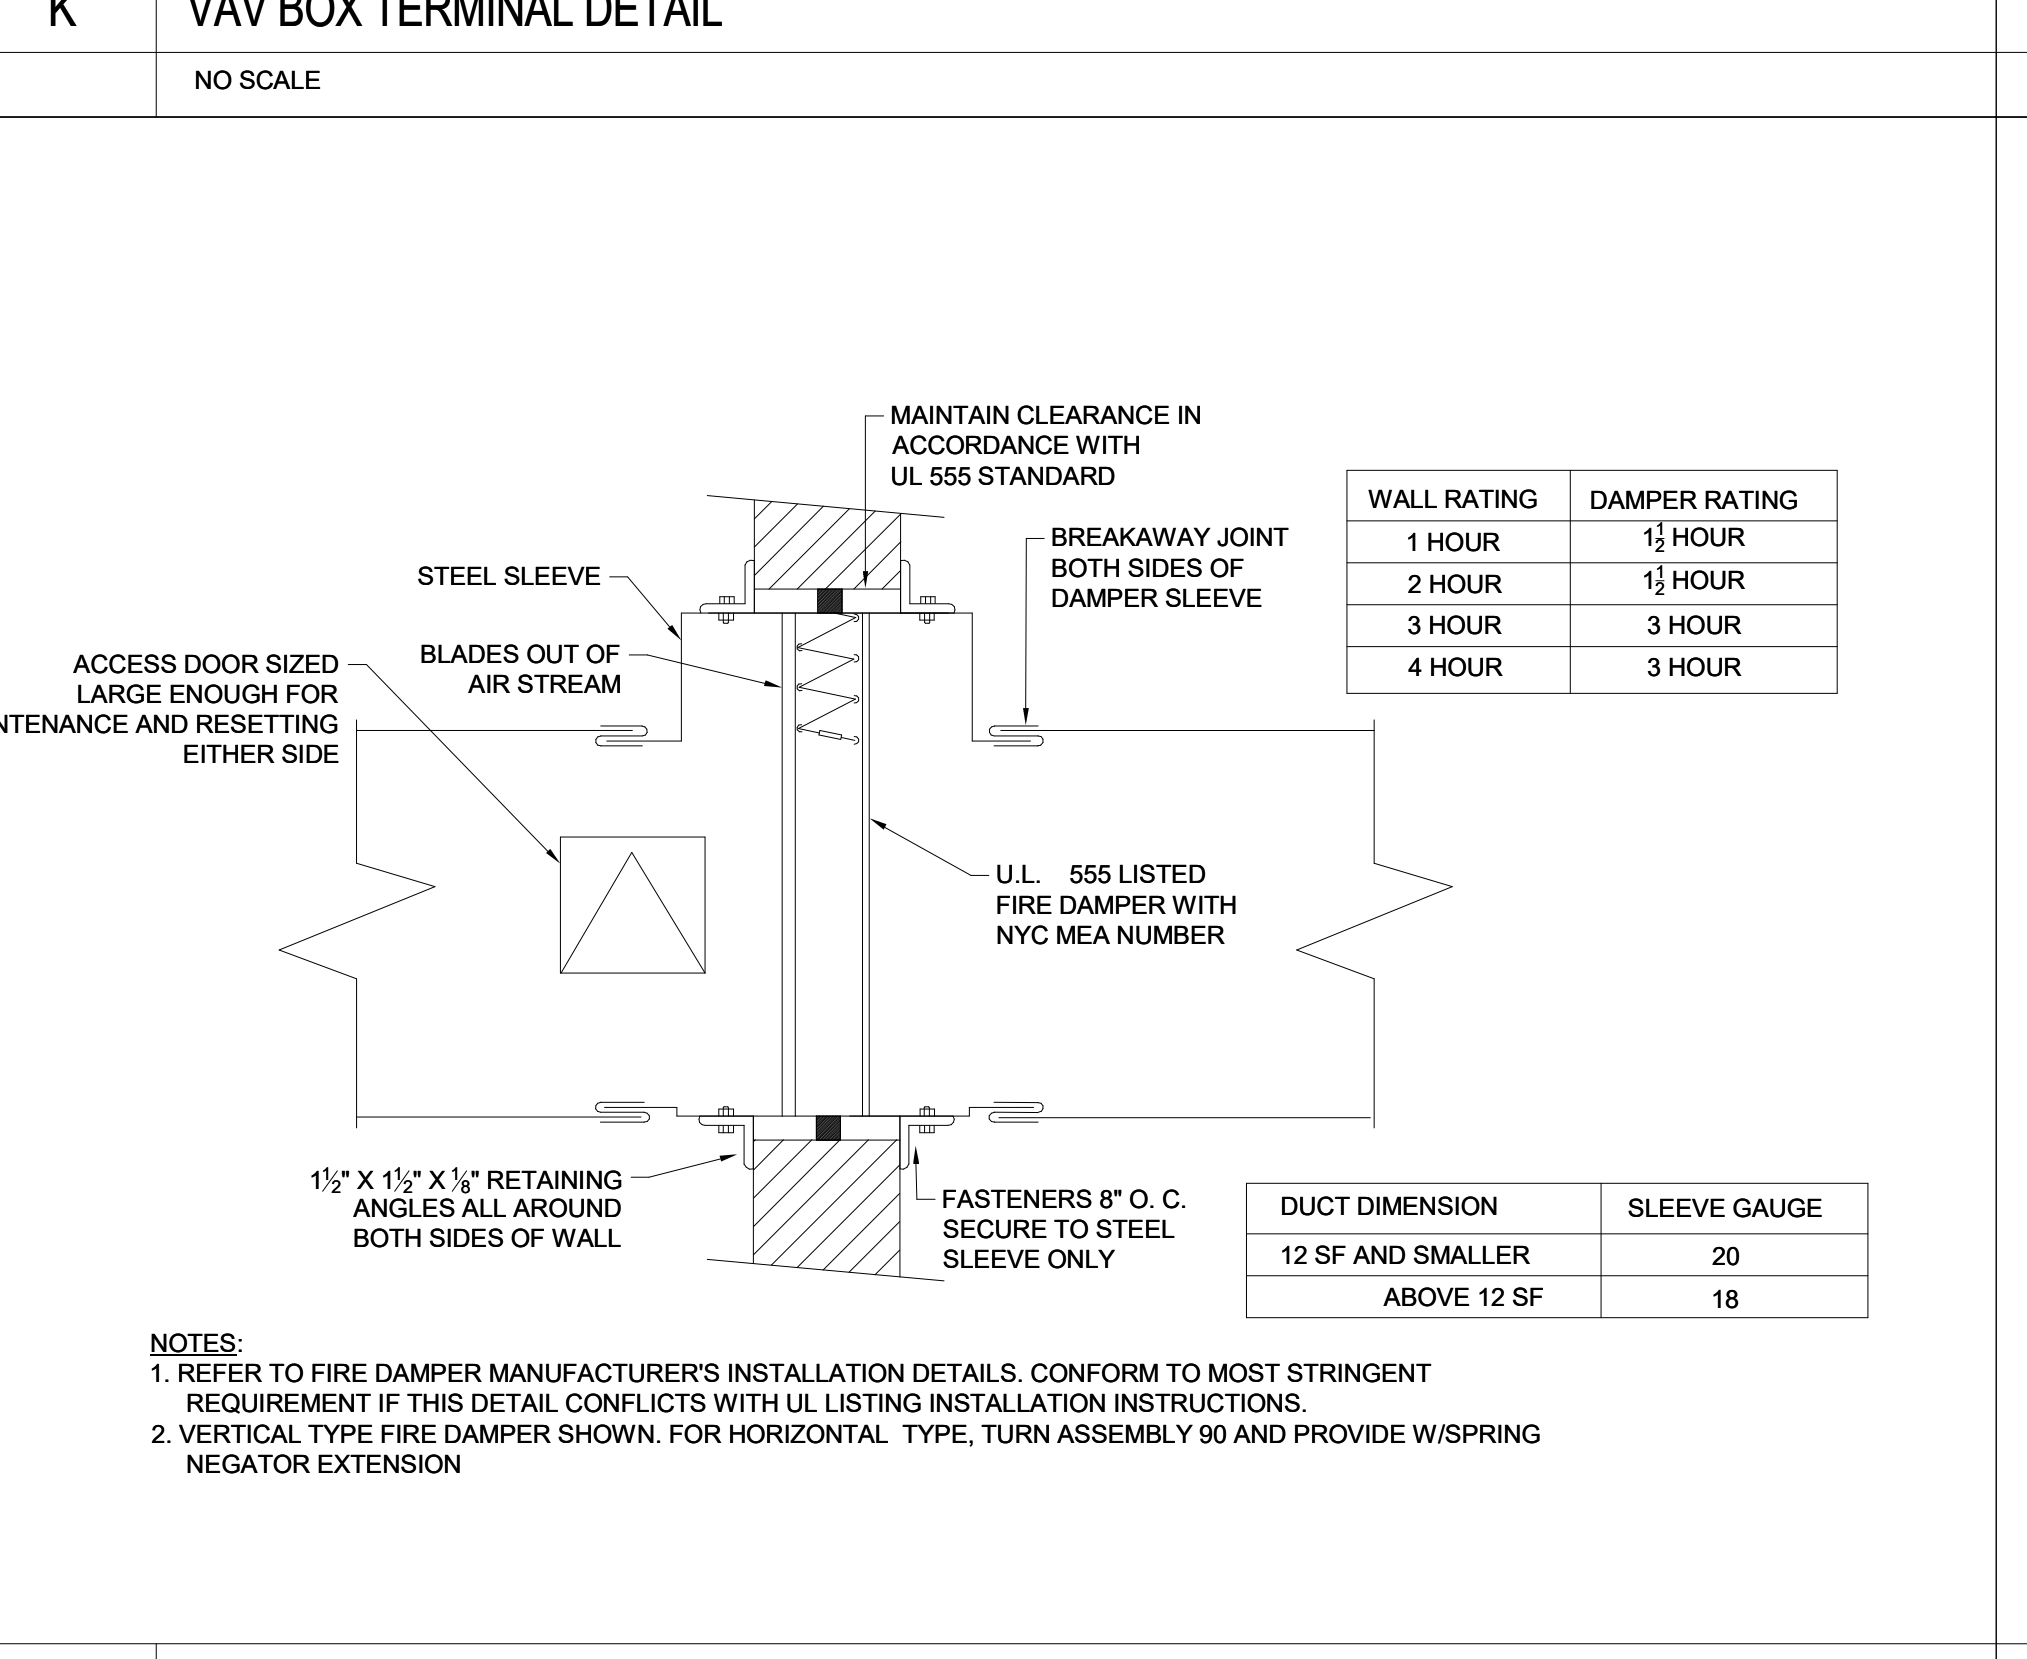 K
VAV BOX TERMINAL DETAIL
NO SCALE
MAINTAIN CLEARANCE IN
ACCORDANCE WITH
UL 555 STANDARD
STEEL SLEEVE
BREAKAWAY JOINT
BOTH SIDES OF
DAMPER SLEEVE
BLADES OUT OF
AIR STREAM
ACCESS DOOR SIZED
LARGE ENOUGH FOR
NTENANCE AND RESETTING
EITHER SIDE
WALL RATING DAMPER RATING
1 HOUR 1½ HOUR
2 HOUR 1½ HOUR
3 HOUR 3 HOUR
4 HOUR 3 HOUR
U.L. 555 LISTED
FIRE DAMPER WITH
NYC MEA NUMBER
1½" X 1½" X ⅛" RETAINING
ANGLES ALL AROUND
BOTH SIDES OF WALL
FASTENERS 8" O. C.
SECURE TO STEEL
SLEEVE ONLY
DUCT DIMENSION SLEEVE GAUGE
12 SF AND SMALLER 20
ABOVE 12 SF 18
NOTES:
1. REFER TO FIRE DAMPER MANUFACTURER'S INSTALLATION DETAILS. CONFORM TO MOST STRINGENT
REQUIREMENT IF THIS DETAIL CONFLICTS WITH UL LISTING INSTALLATION INSTRUCTIONS.
2. VERTICAL TYPE FIRE DAMPER SHOWN. FOR HORIZONTAL TYPE, TURN ASSEMBLY 90 AND PROVIDE W/SPRING
NEGATOR EXTENSION